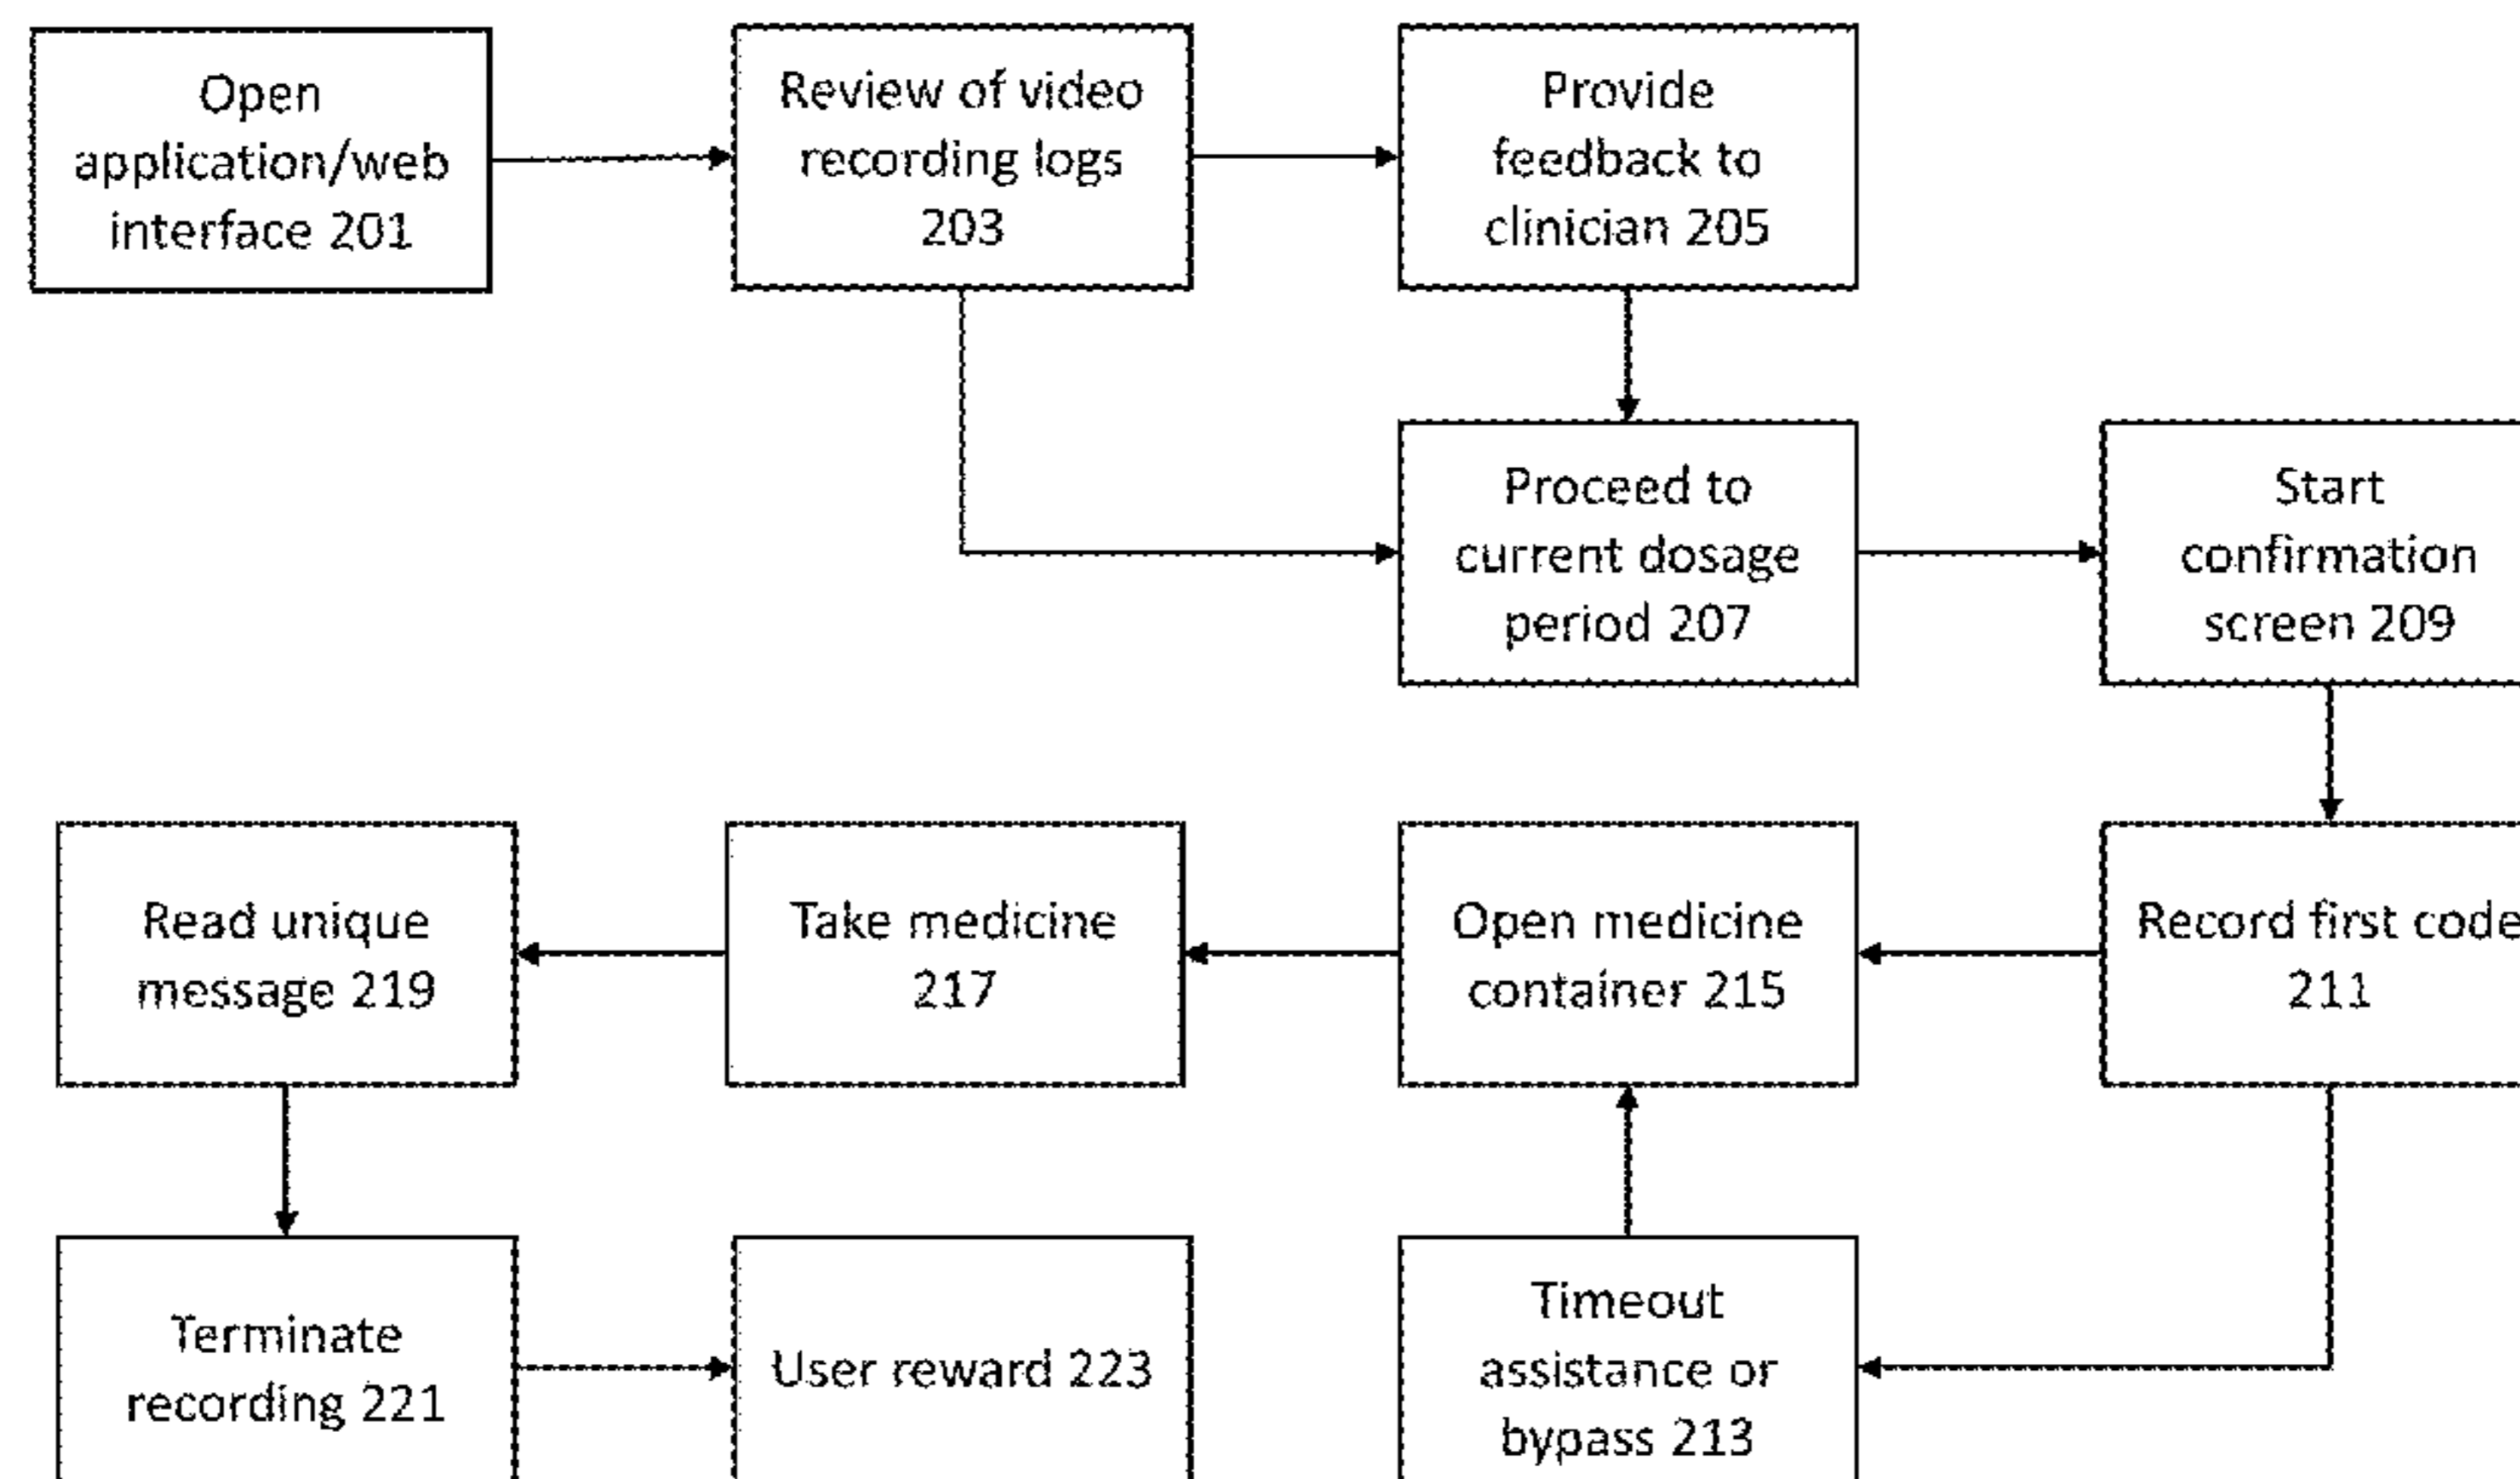 Open
application/web
interface 201
Review of video
recording logs
203
Provide
feedback to
clinician 205
Proceed to
current dosage
period 207
Start
confirmation
screen 209
Read unique
message 219
Take medicine
217
Open medicine
container 215
Record first code
211
Terminate
recording 221
User reward 223
Timeout
assistance or
bypass 213